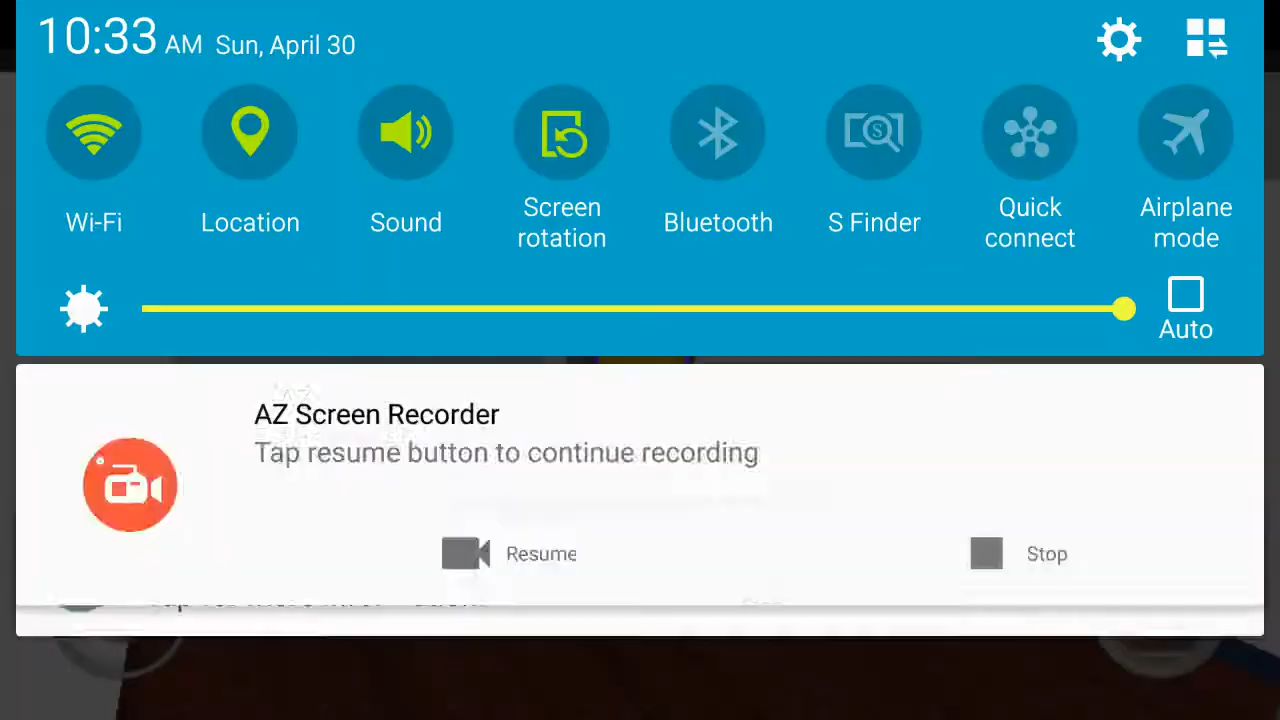 10:33 AM Sun, April 30
Wi-Fi
Location
Sound
Screen
rotation
Bluetooth
S Finder
Quick
connect
Airplane
mode
Auto
AZ Screen Recorder
Tap resume button to continue recording
Resume
Stop